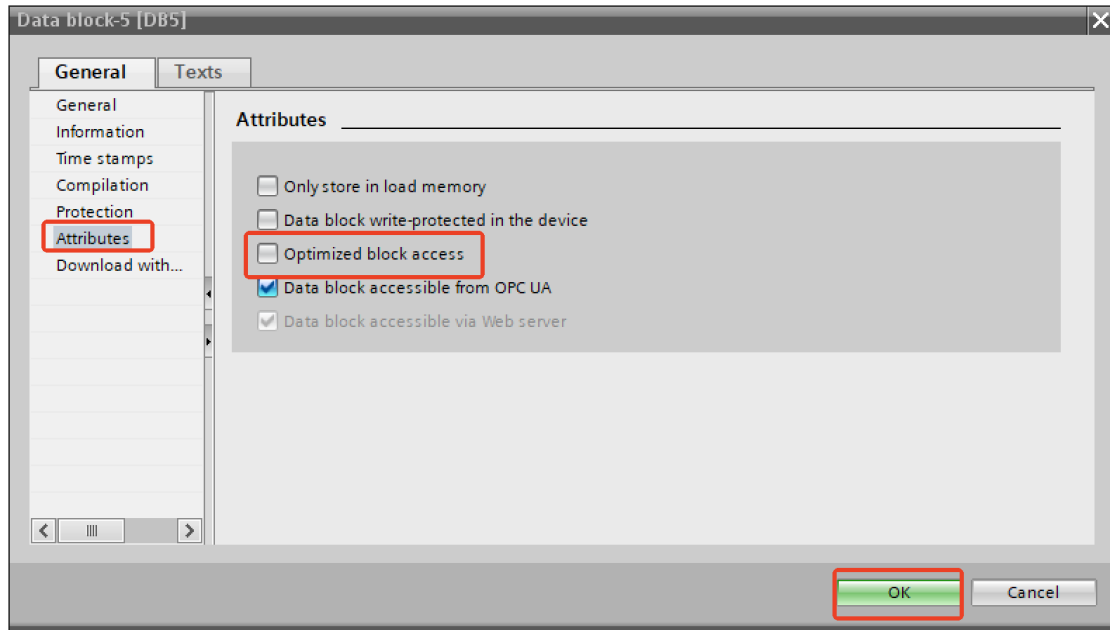 Data block-5 [DB5]
General Texts
General
Information
Time stamps
Compilation
Protection
Attributes
Download with...
Attributes
Only store in load memory
Data block write-protected in the device
Optimized block access
Data block accessible from OPC UA
Data block accessible via Web server
OK Cancel